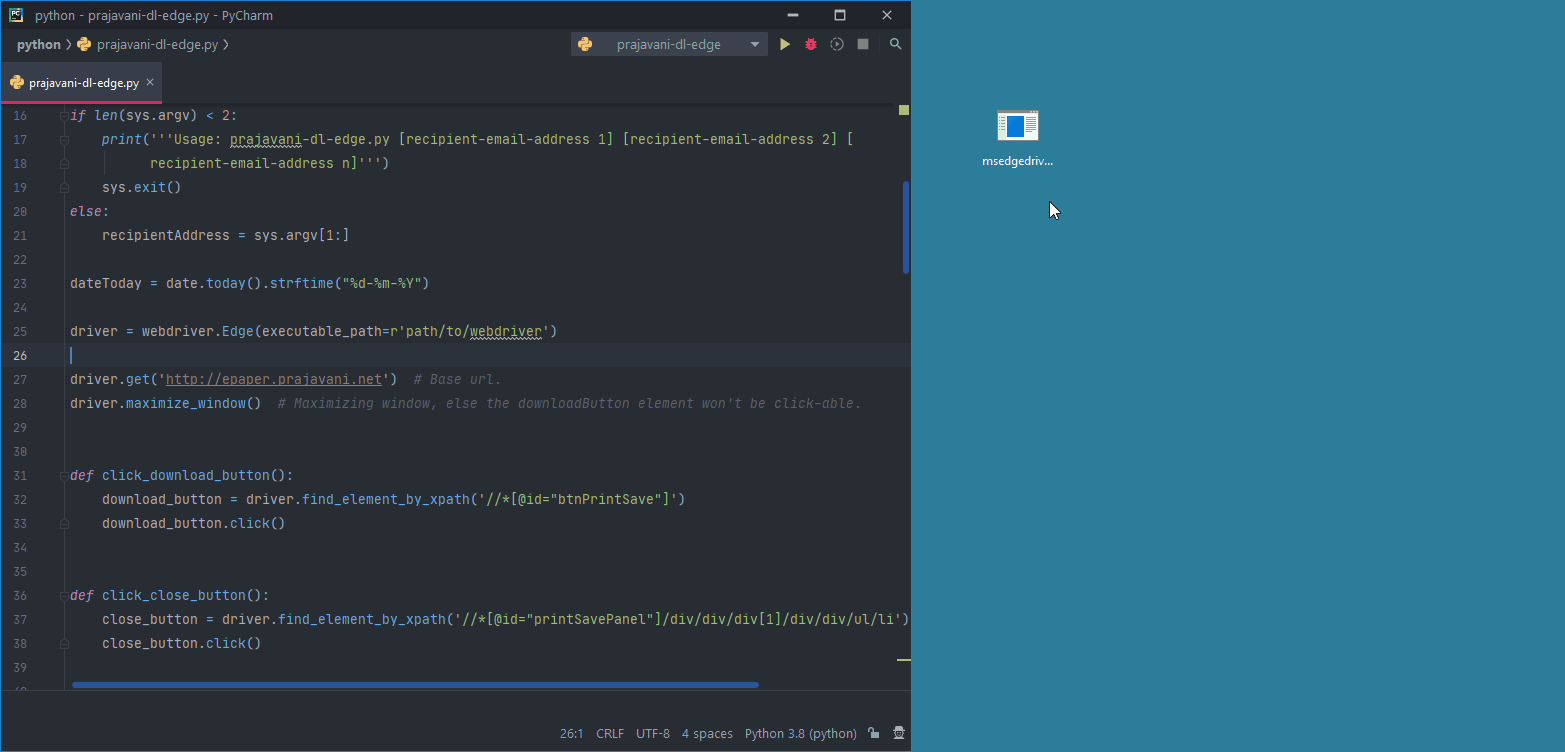 python - prajavani-dl-edge.py - PyCharm
python prajavani-dl-edge.py
prajavani-dl-edge
prajavani-dl-edge.py
16 if len(sys.argv) < 2:
17 print('''Usage: prajavani-dl-edge.py [recipient-email-address 1] [recipient-email-address 2] [
18 recipient-email-address n]''')
19 sys.exit()
20 else:
21 recipientAddress = sys.argv[1:]
22
23 dateToday = date.today().strftime("%d-%m-%Y")
24
25 driver = webdriver.Edge(executable_path=r'path/to/webdriver')
26
27 driver.get('http://epaper.prajavani.net')  # Base url.
28 driver.maximize_window()  # Maximizing window, else the downloadButton element won't be click-able.
29
30
31 def click_download_button():
32 download_button = driver.find_element_by_xpath('//*[@id="btnPrintSave"]')
33 download_button.click()
34
35
36 def click_close_button():
37 close_button = driver.find_element_by_xpath('//*[@id="printSavePanel"]/div/div/div[1]/div/div/ul/li')
38 close_button.click()
39
26:1 CRLF UTF-8 4 spaces Python 3.8 (python)
msedgedriv...